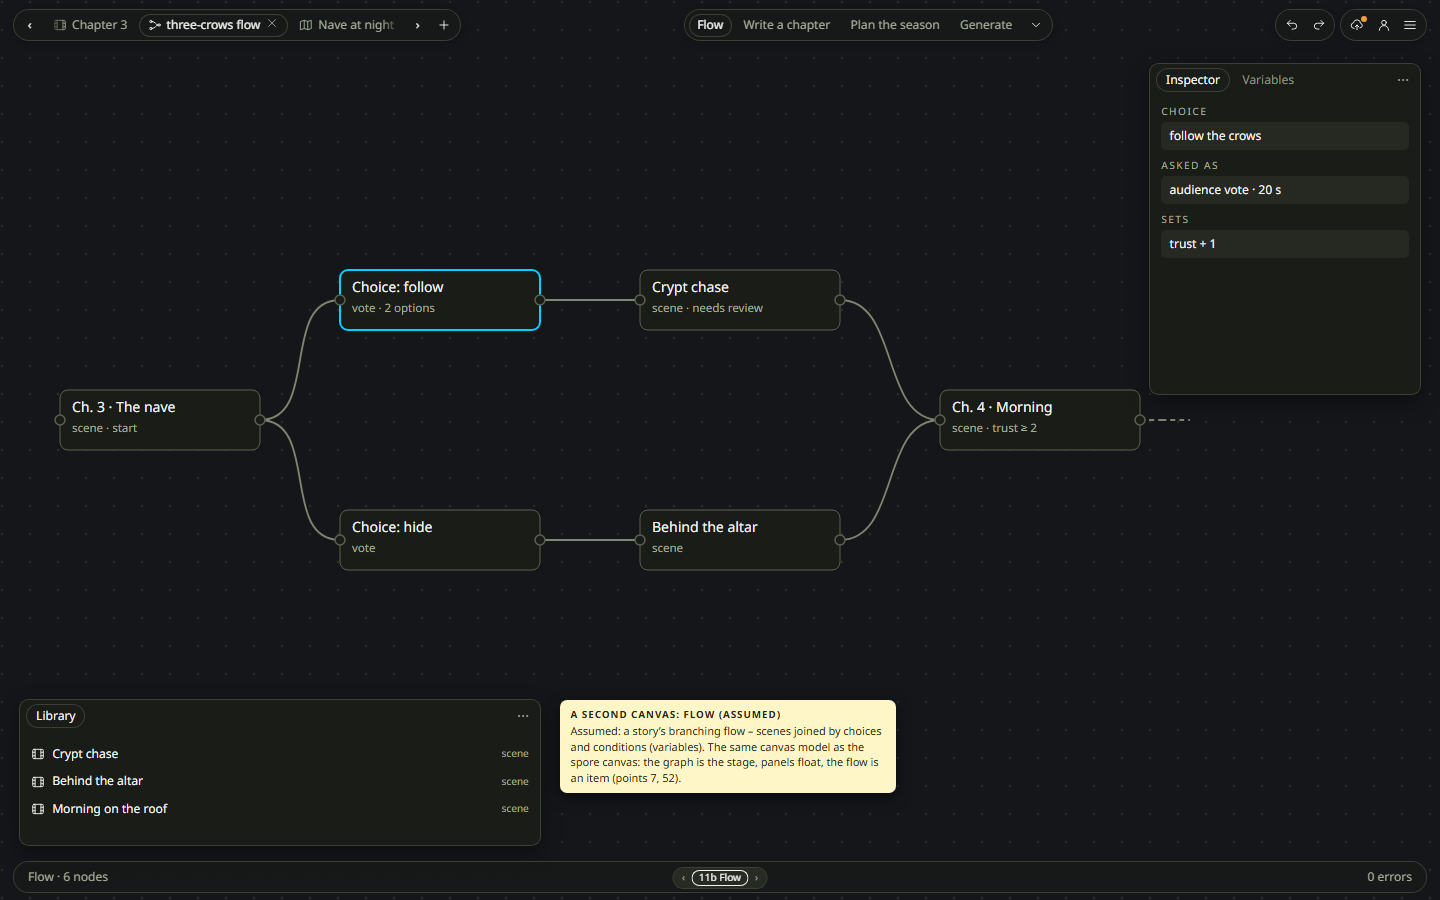 Chapter 3
three-crows flow
Nave at night
Flow
Write a chapter
Plan the season
Generate
Inspector
Variables
CHOICE
follow the crows
ASKED AS
audience vote · 20 s
SETS
trust + 1
Choice: follow
vote · 2 options
Crypt chase
scene · needs review
Ch. 3 · The nave
scene · start
Ch. 4 · Morning
scene · trust ≥ 2
Choice: hide
vote
Behind the altar
scene
Library
Crypt chase scene
Behind the altar scene
Morning on the roof scene
A SECOND CANVAS: FLOW (ASSUMED)
Assumed: a story's branching flow – scenes joined by choices
and conditions (variables). The same canvas model as the
spore canvas: the graph is the stage, panels float, the flow is
an item (points 7, 52).
Flow · 6 nodes
11b Flow
0 errors